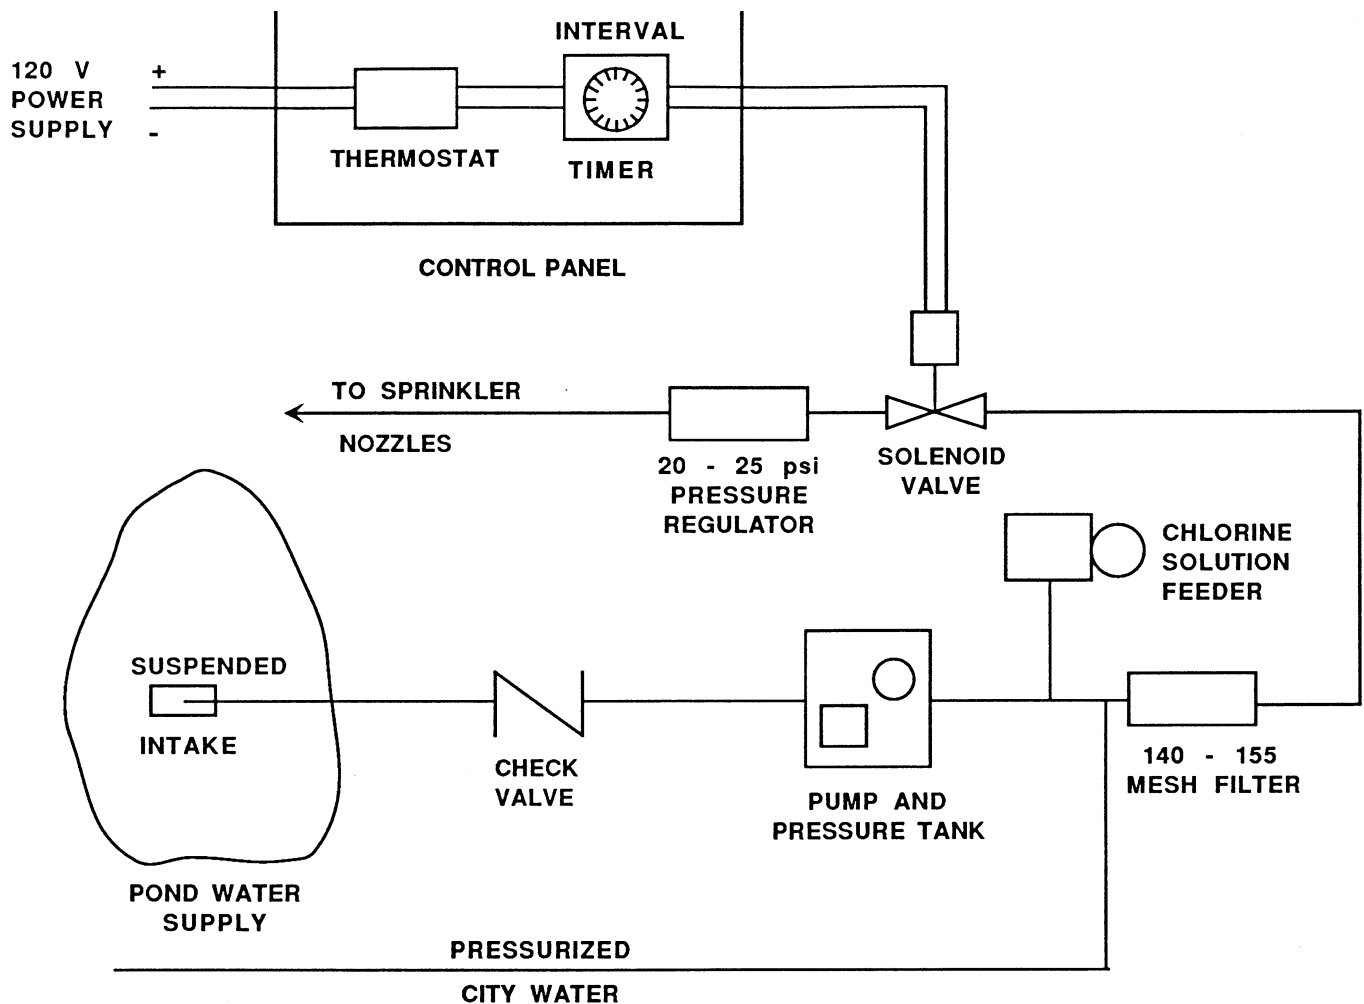 INTERVAL
120 V +
POWER
SUPPLY -
THERMOSTAT
TIMER
CONTROL PANEL
TO SPRINKLER
NOZZLES
20 - 25 psi
PRESSURE
REGULATOR
SOLENOID
VALVE
CHLORINE
SOLUTION
FEEDER
SUSPENDED
INTAKE
CHECK
VALVE
PUMP AND
PRESSURE TANK
140 - 155
MESH FILTER
POND WATER
SUPPLY
PRESSURIZED
CITY WATER